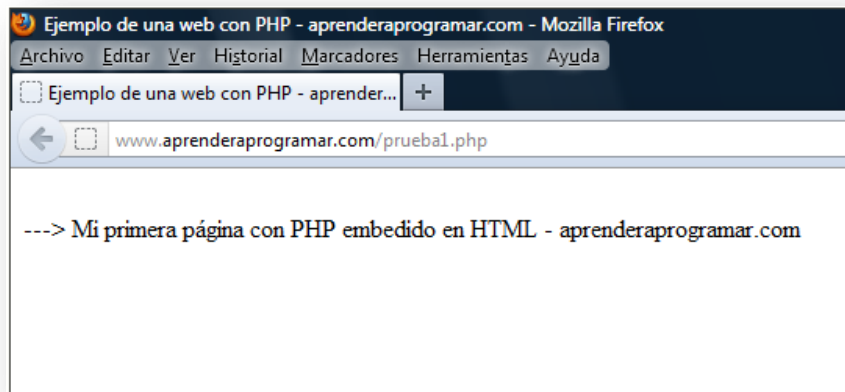 Ejemplo de una web con PHP - aprenderaprogramar.com - Mozilla Firefox
Archivo Editar Ver Historial Marcadores Herramientas Ayuda
Ejemplo de una web con PHP - aprender... +
www.aprenderaprogramar.com/prueba1.php
---> Mi primera página con PHP embedido en HTML - aprenderaprogramar.com